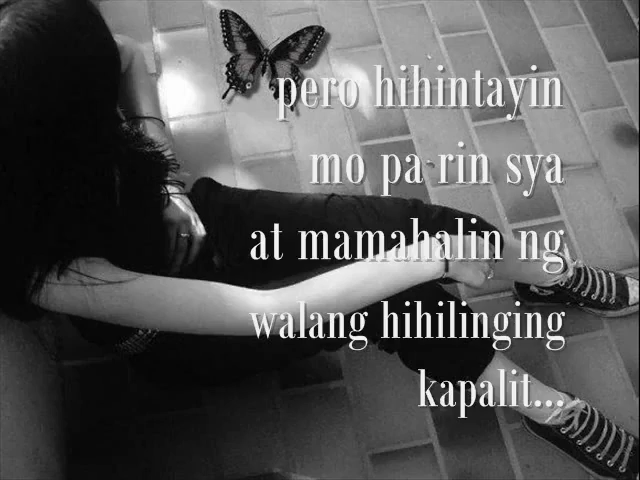 pero hihintayin
mo pa rin sya
at mamahalin ng
walang hihilinging
kapalit...